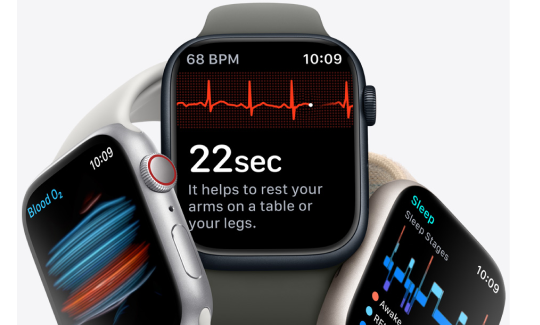 68 BPM 10:09
22sec
It helps to rest your
arms on a table or
your legs.
10:09
Blood O₂
Sleep
Sleep Stages
10:09
Awake